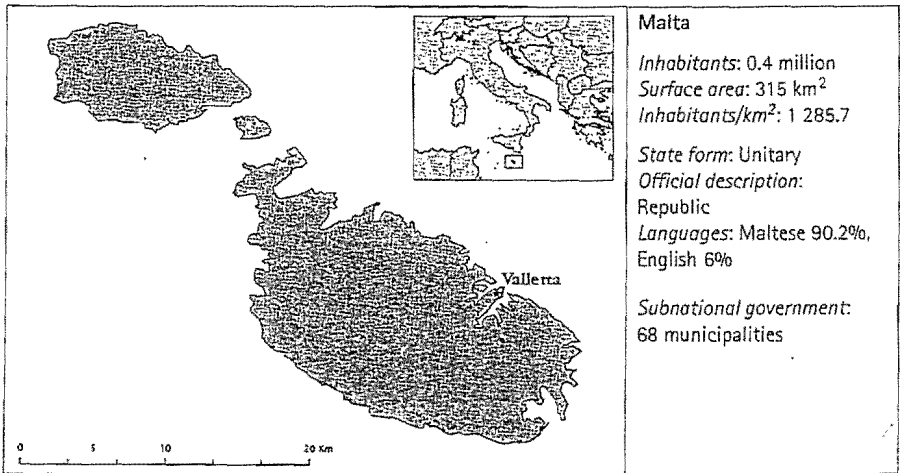 Malta
Inhabitants: 0.4 million
Surface area: 315 km²
Inhabitants/km²: 1 285.7
State form: Unitary
Official description:
Republic
Languages: Maltese 90.2%,
English 6%
Subnational government:
68 municipalities
Valletta
0 5 10 20 Km